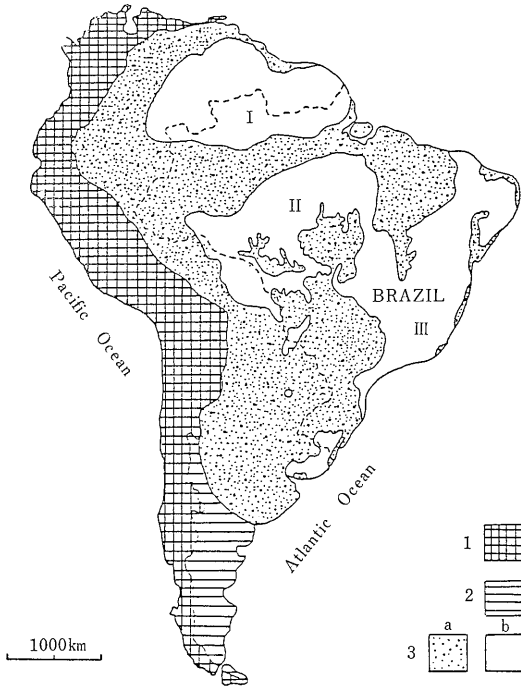 I
II
BRAZIL
III
Pacific Ocean
Atlantic Ocean
1
2
a b
3
1000km